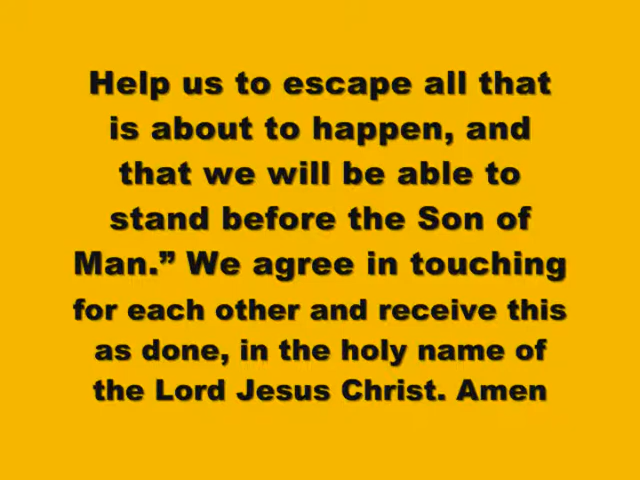 Help us to escape all that
is about to happen, and
that we will be able to
stand before the Son of
Man.” We agree in touching
for each other and receive this
as done, in the holy name of
the Lord Jesus Christ. Amen